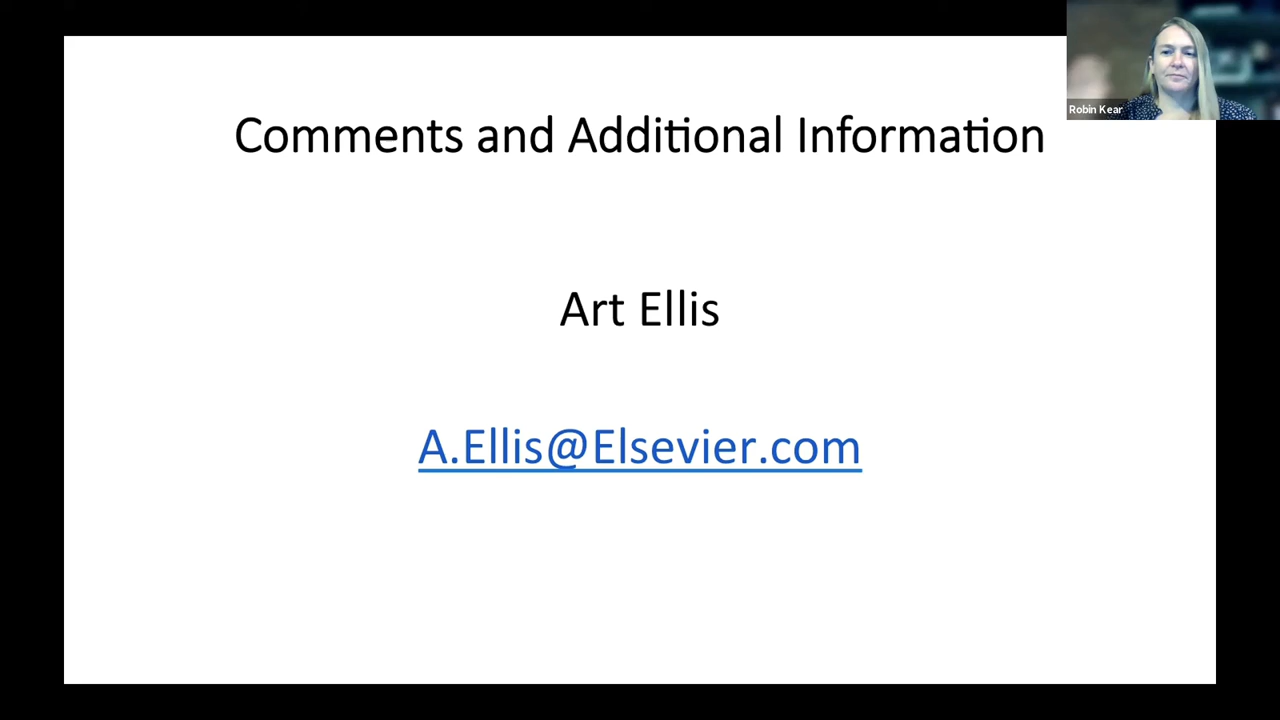 Robin Kear
Comments and Additional Information
Art Ellis
A.Ellis@Elsevier.com